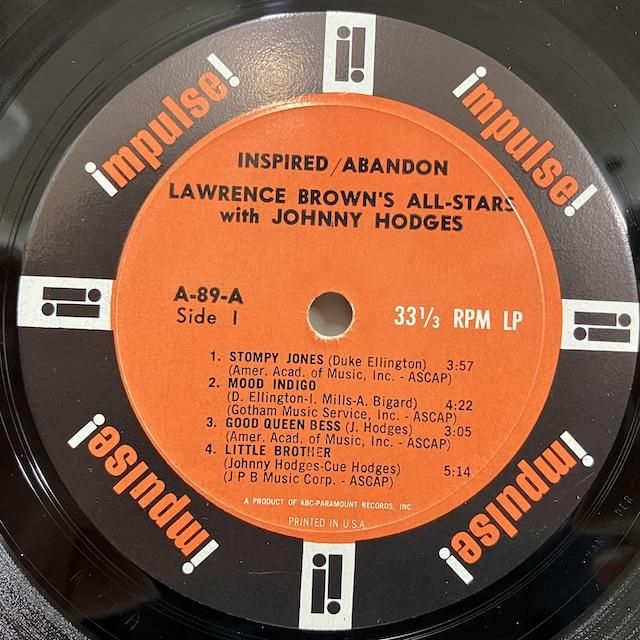 impulse!
impulse!
INSPIRED/ABANDON
LAWRENCE BROWN'S ALL-STARS
with JOHNNY HODGES
A-89-A
Side I
33⅓ RPM LP
1. STOMPY JONES (Duke Ellington) 3:57
(Amer. Acad. of Music, Inc. - ASCAP)
2. MOOD INDIGO
(D. Ellington-I. Mills-A. Bigard) 4:22
(Gotham Music Service, Inc. - ASCAP)
3. GOOD QUEEN BESS (J. Hodges) 3:05
(Amer. Acad. of Music, Inc. - ASCAP)
4. LITTLE BROTHER
(Johnny Hodges-Cue Hodges) 5:14
(J P B Music Corp. - ASCAP)
A PRODUCT OF ABC-PARAMOUNT RECORDS, INC.
PRINTED IN U.S.A
impulse!
impulse!